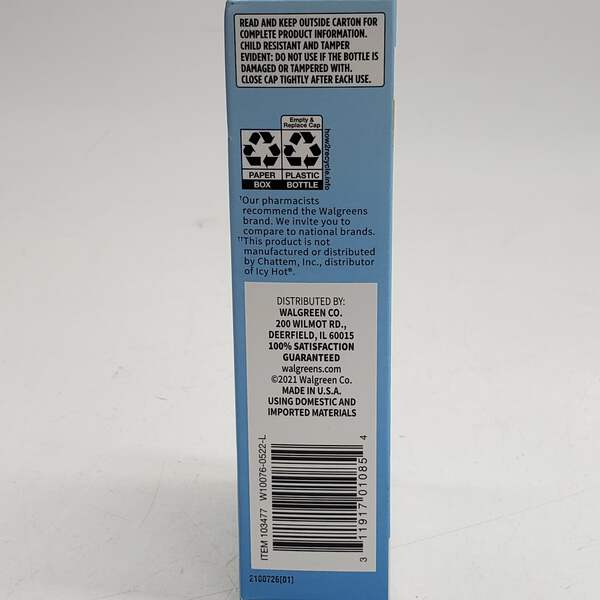 READ AND KEEP OUTSIDE CARTON FOR
COMPLETE PRODUCT INFORMATION.
CHILD RESISTANT AND TAMPER
EVIDENT: DO NOT USE IF THE BOTTLE IS
DAMAGED OR TAMPERED WITH.
CLOSE CAP TIGHTLY AFTER EACH USE.
Empty &
Replace Cap
PAPER
BOX
PLASTIC
BOTTLE
how2recycle.info
†Our pharmacists
recommend the Walgreens
brand. We invite you to
compare to national brands.
††This product is not
manufactured or distributed
by Chattem, Inc., distributor
of Icy Hot®.
DISTRIBUTED BY:
WALGREEN CO.
200 WILMOT RD.,
DEERFIELD, IL 60015
100% SATISFACTION
GUARANTEED
walgreens.com
©2021 Walgreen Co.
MADE IN U.S.A.
USING DOMESTIC AND
IMPORTED MATERIALS
ITEM 103477 W10076-0522-L
3 11917 01085 4
2100726(01)